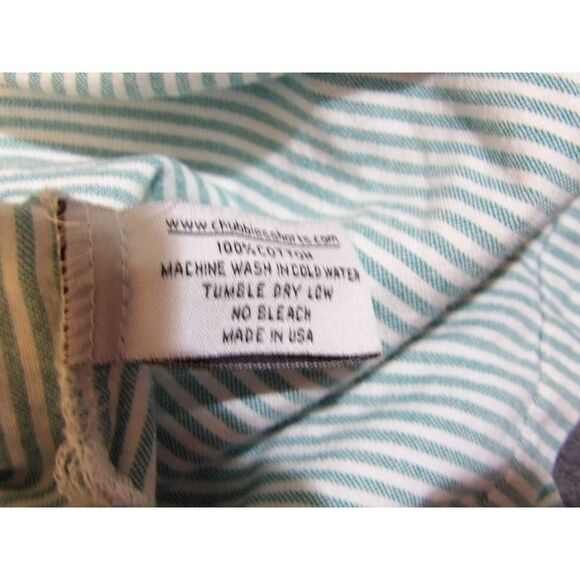 www.chubbiesshorts.com
100% COTTON
MACHINE WASH IN COLD WATER
TUMBLE DRY LOW
NO BLEACH
MADE IN USA